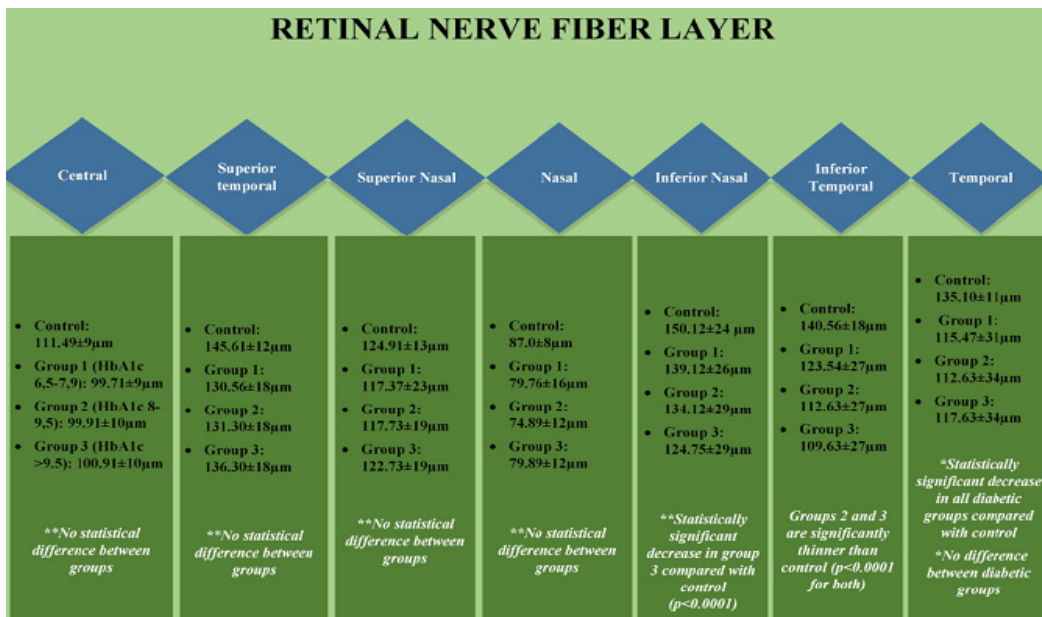 RETINAL NERVE FIBER LAYER
Central
Superior
temporal
Superior Nasal
Nasal
Inferior Nasal
Inferior
Temporal
Temporal
• Control:
111.49±9µm
• Group 1 (HbA1c
6,5-7,9): 99.71±9µm
• Group 2 (HbA1c 8-
9,5): 99.91±10µm
• Group 3 (HbA1c
>9.5): 100.91±10µm
**No statistical
difference between
groups
• Control:
145.61±12µm
• Group 1:
130.56±18µm
• Group 2:
131.30±18µm
• Group 3:
136.30±18µm
**No statistical
difference between
groups
• Control:
124.91±13µm
• Group 1:
117.37±23µm
• Group 2:
117.73±19µm
• Group 3:
122.73±19µm
**No statistical
difference between
groups
• Control:
87.0±8µm
• Group 1:
79.76±16µm
• Group 2:
74.89±12µm
• Group 3:
79.89±12µm
**No statistical
difference between
groups
• Control:
150.12±24 µm
• Group 1:
139.12±26µm
• Group 2:
134.12±29µm
• Group 3:
124.75±29µm
**Statistically
significant
decrease in group
3 compared with
control
(p<0.0001)
• Control:
140.56±18µm
• Group 1:
123.54±27µm
• Group 2:
112.63±27µm
• Group 3:
109.63±27µm
Groups 2 and 3
are significantly
thinner than
control (p<0,0001
for both)
• Control:
135.10±11µm
• Group 1:
115.47±31µm
• Group 2:
112.63±34µm
• Group 3:
117.63±34µm
*Statistically
significant decrease
in all diabetic
groups compared
with control
*No difference
between diabetic
groups